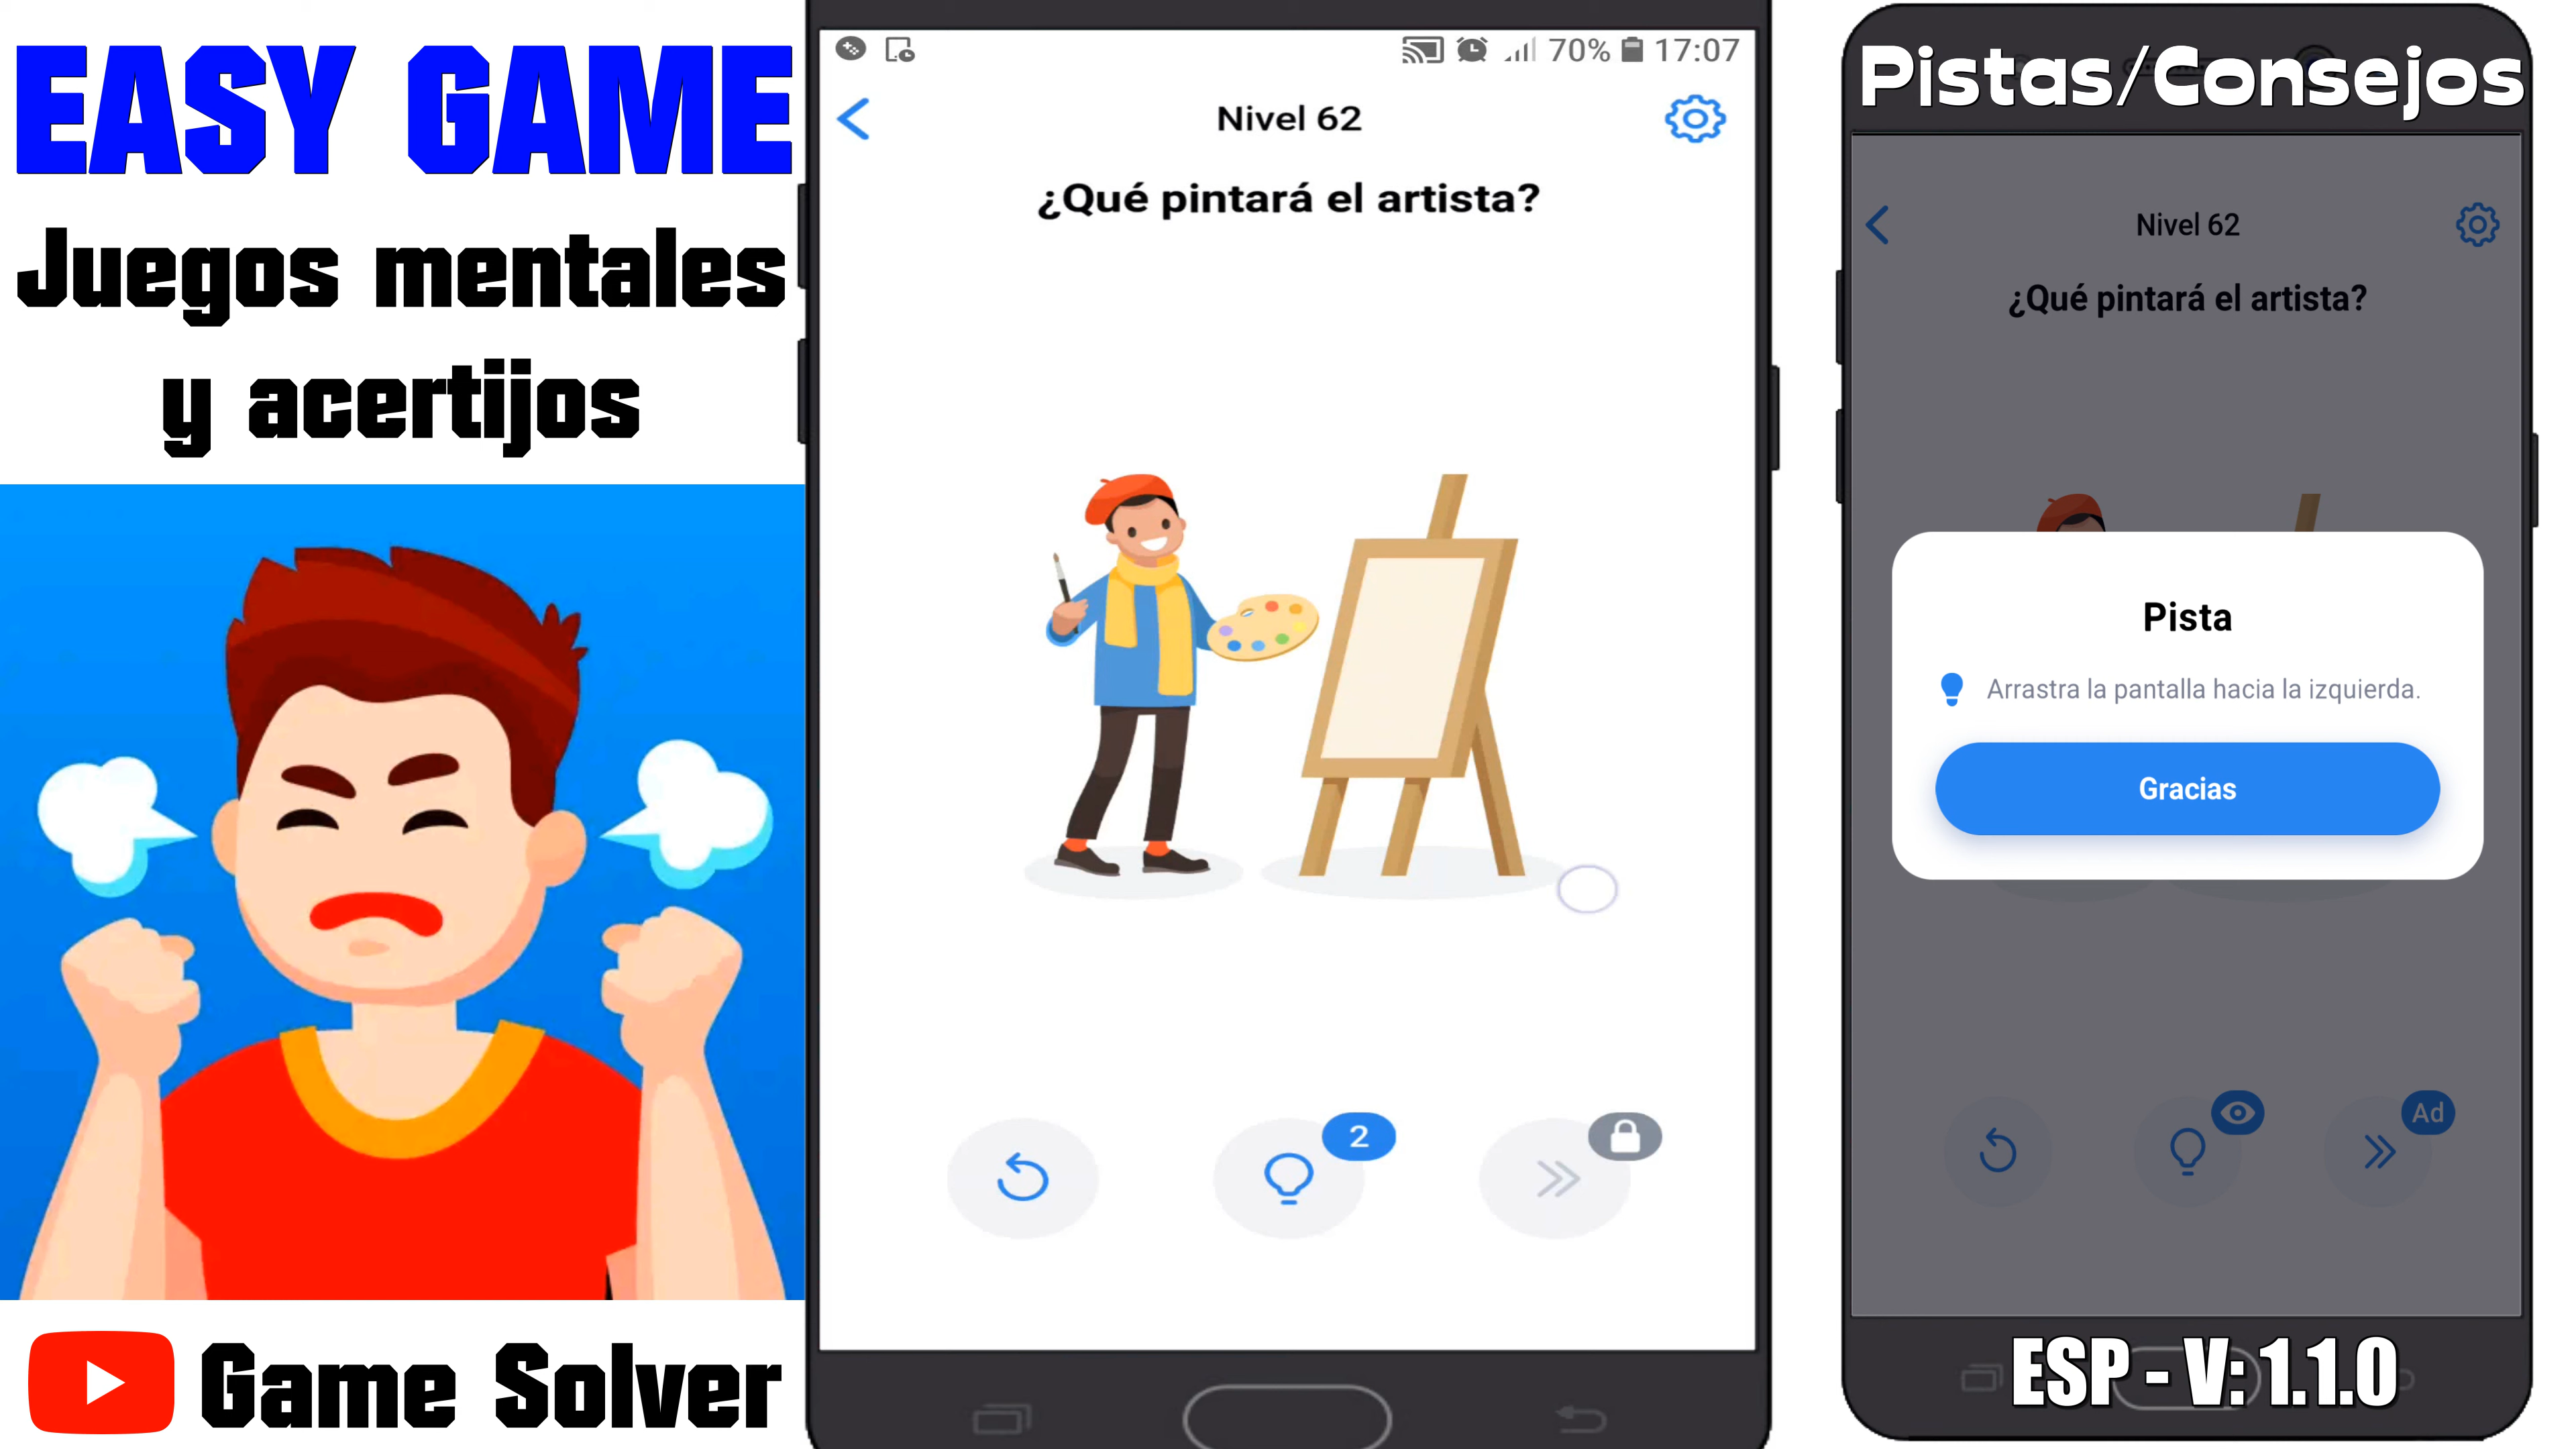 EASY GAME
Juegos mentales
y acertijos
Game Solver
70% 17:07
Nivel 62
¿Qué pintará el artista?
2
Pistas/Consejos
Nivel 62
¿Qué pintará el artista?
Pista
Arrastra la pantalla hacia la izquierda.
Gracias
Ad
ESP - V: 1.1.0